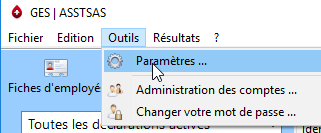 GES | ASSTSAS
Fichier Edition Outils Résultats ?
Paramètres ...
Fiches d'employé
Administration des comptes ...
Changer votre mot de passe ...
Toutes les déclarations actives